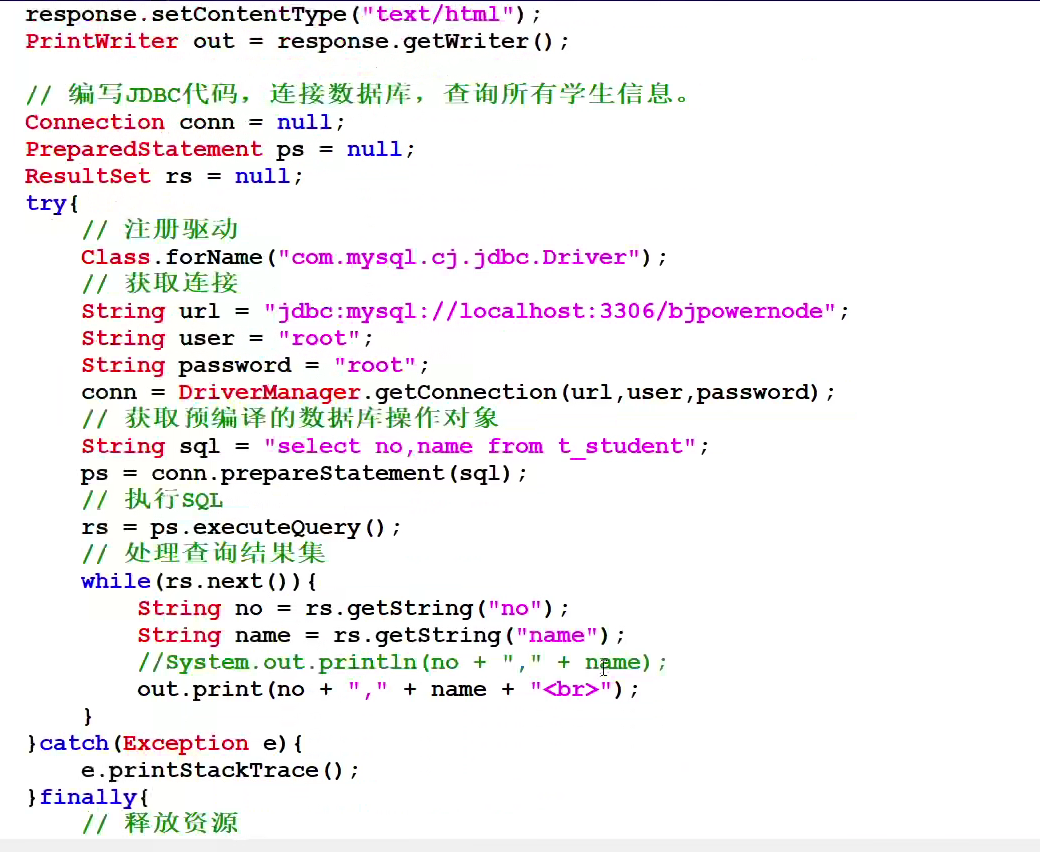 response.setContentType("text/html");
PrintWriter out = response.getWriter();
// 编写JDBC代码，连接数据库，查询所有学生信息。
Connection conn = null;
PreparedStatement ps = null;
ResultSet rs = null;
try{
// 注册驱动
Class.forName("com.mysql.cj.jdbc.Driver");
// 获取连接
String url = "jdbc:mysql://localhost:3306/bjpowernode";
String user = "root";
String password = "root";
conn = DriverManager.getConnection(url,user,password);
// 获取预编译的数据库操作对象
String sql = "select no,name from t_student";
ps = conn.prepareStatement(sql);
// 执行SQL
rs = ps.executeQuery();
// 处理查询结果集
while(rs.next()){
String no = rs.getString("no");
String name = rs.getString("name");
//System.out.println(no + "," + name);
out.print(no + "," + name + "<br>");
}
}catch(Exception e){
e.printStackTrace();
}finally{
// 释放资源